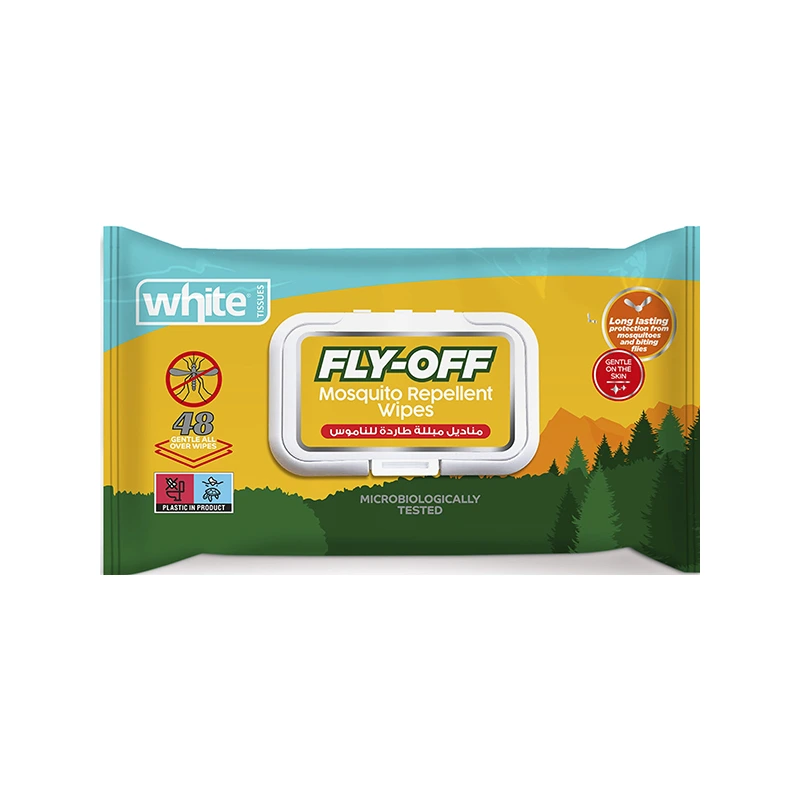 white
TISSUES
48
GENTLE ALL
OVER WIPES
PLASTIC IN PRODUCT
FLY-OFF
Mosquito Repellent
Wipes
مناديل مبللة طاردة للناموس
MICROBIOLOGICALLY
TESTED
Long lasting
protection from
mosquitoes
and biting
flies
GENTLE
ON THE
SKIN